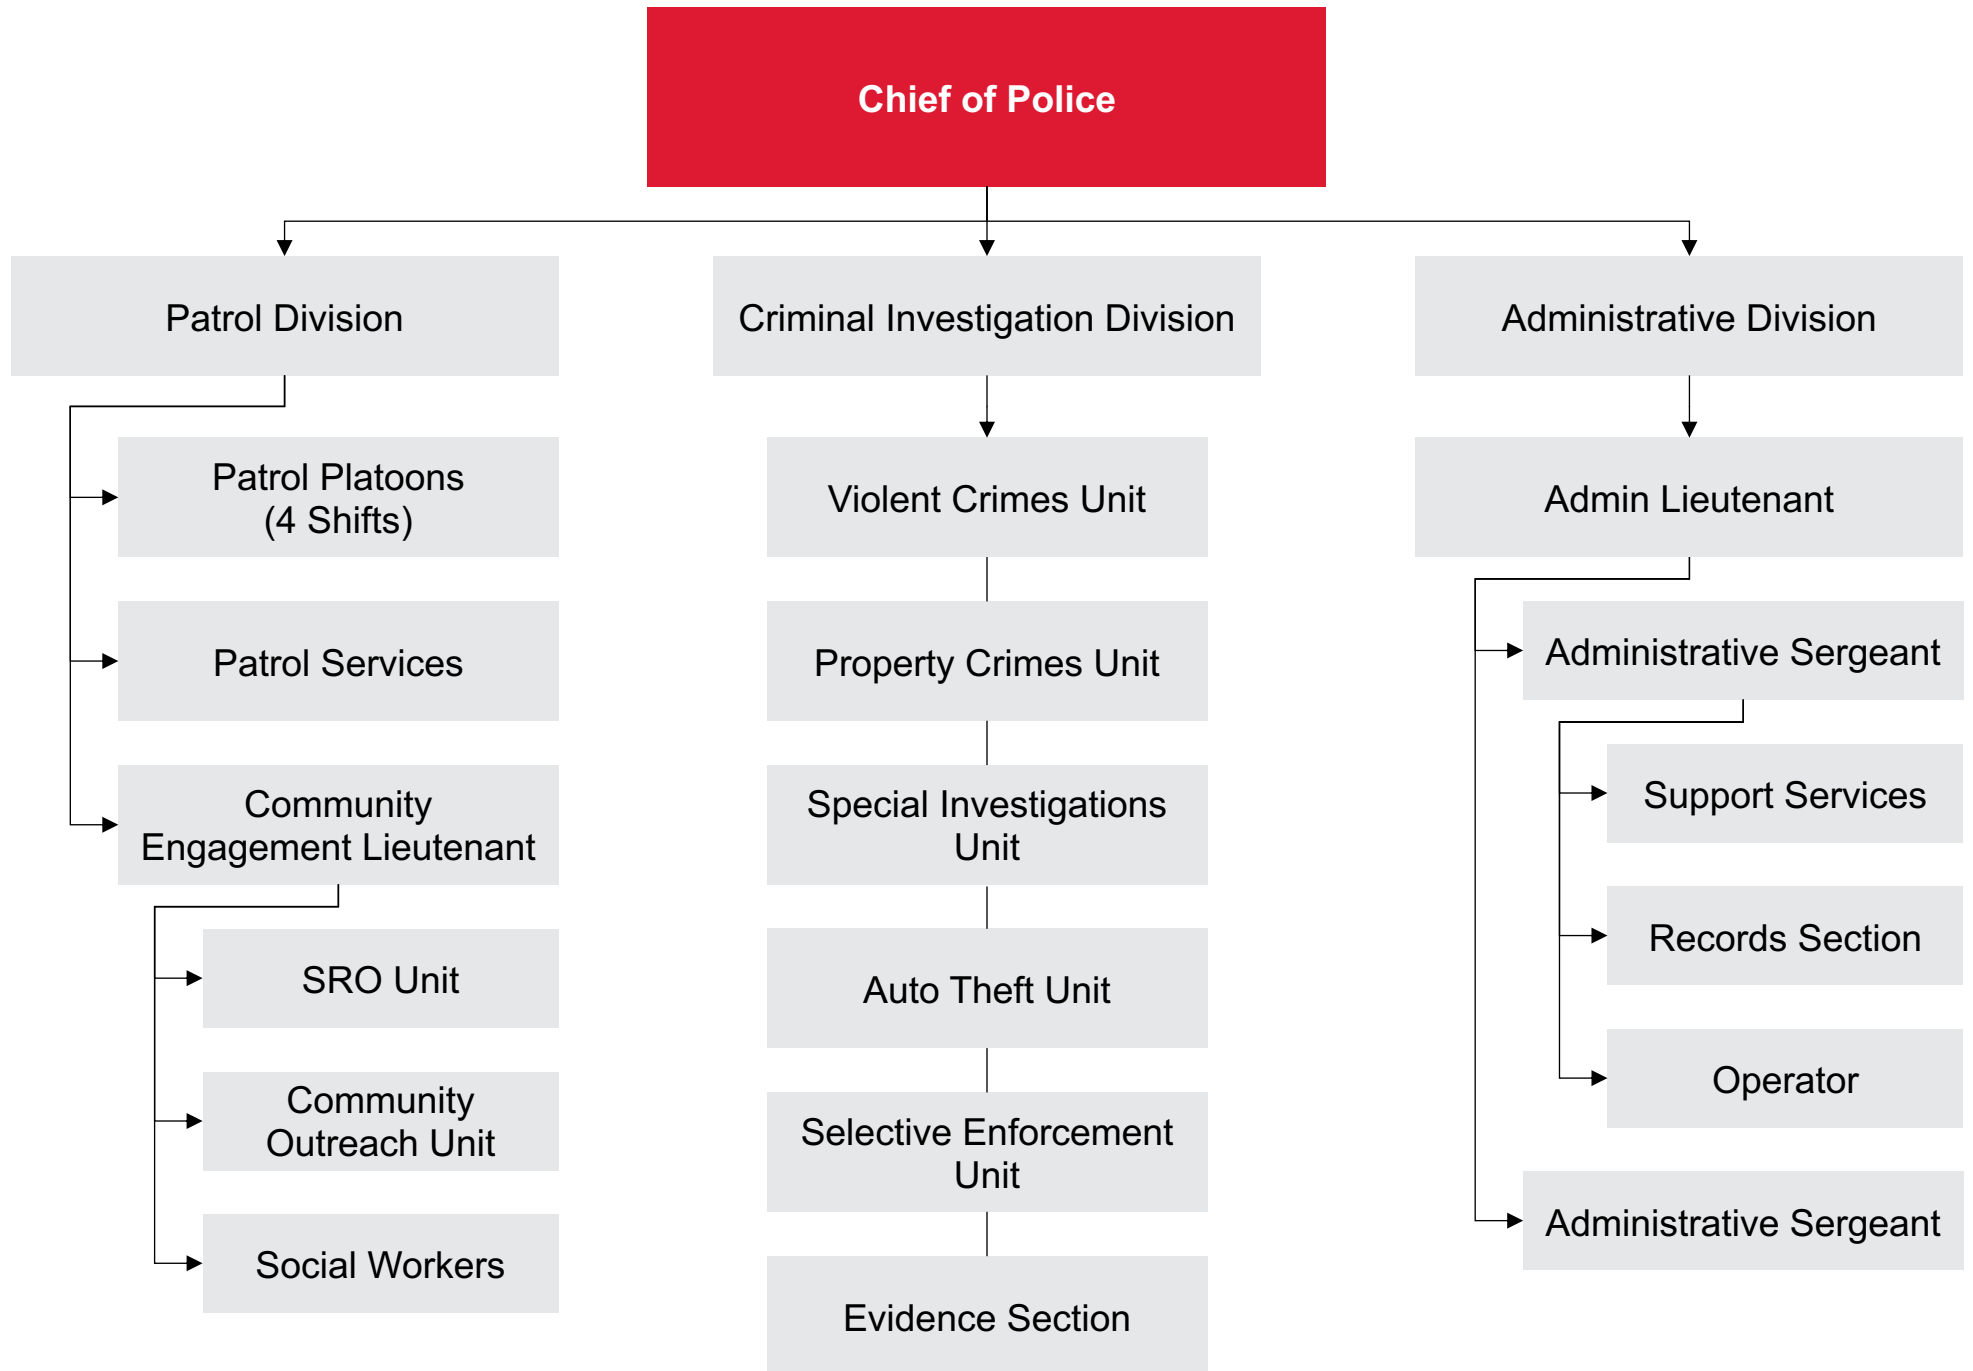 Chief of Police
Patrol Division
Criminal Investigation Division
Administrative Division
Patrol Platoons
(4 Shifts)
Patrol Services
Community
Engagement Lieutenant
SRO Unit
Community
Outreach Unit
Social Workers
Violent Crimes Unit
Property Crimes Unit
Special Investigations
Unit
Auto Theft Unit
Selective Enforcement
Unit
Evidence Section
Admin Lieutenant
Administrative Sergeant
Support Services
Records Section
Operator
Administrative Sergeant